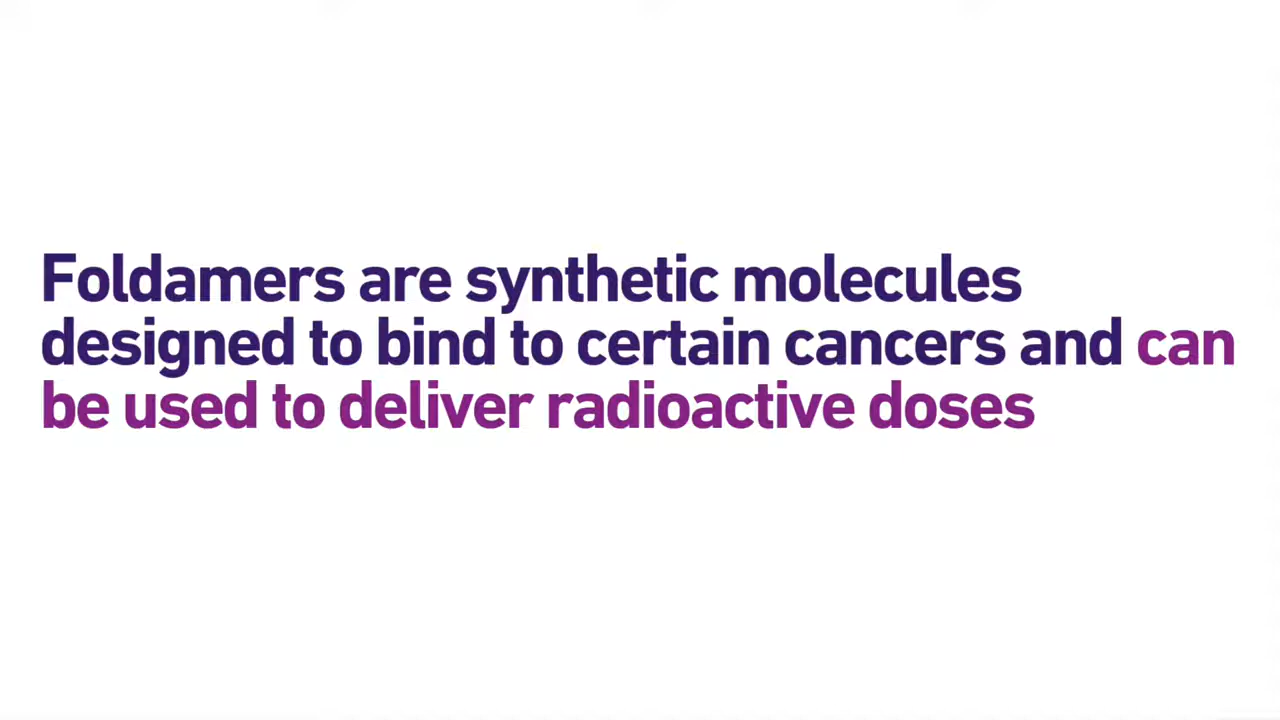 Foldamers are synthetic molecules
designed to bind to certain cancers and can
be used to deliver radioactive doses